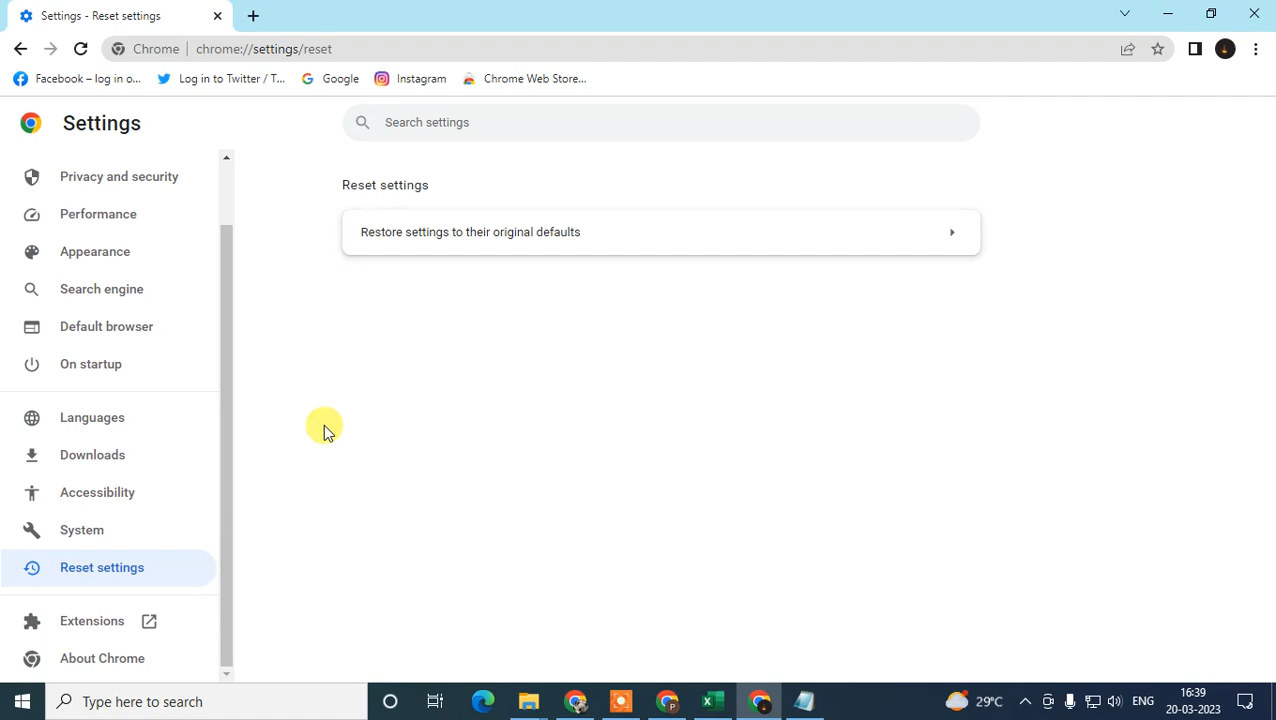 Settings - Reset settings
Chrome
chrome://settings/reset
Facebook – log in o...
Log in to Twitter / T...
Google
Instagram
Chrome Web Store...
Settings
Search settings
Privacy and security
Performance
Appearance
Search engine
Default browser
On startup
Languages
Downloads
Accessibility
System
Reset settings
Extensions
About Chrome
Reset settings
Restore settings to their original defaults
Type here to search
P
29°C
ENG
16:39
20-03-2023